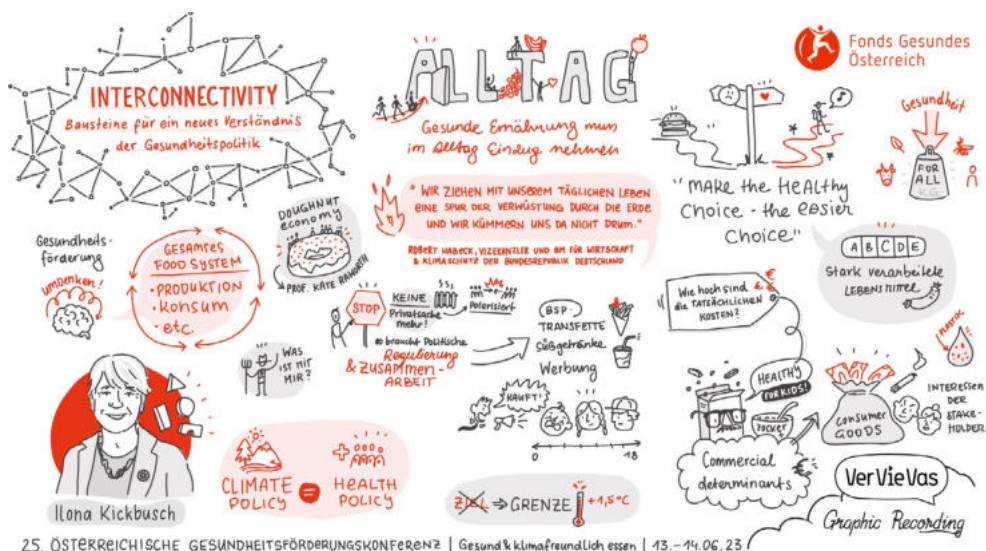 INTERCONNECTIVITY
Bausteine für ein neues Verständnis
der Gesundheitspolitik
ALLTAG
Gesunde Ernährung muss
im Alltag Einzug nehmen
Fonds Gesundes
Österreich
Gesundheit
FOR
ALL
KG
"MAKE the HEALthy
Choice - the easier
Choice"
" WIR ZIEHEN MIT UNSEREM TÄGLICHEN LEBEN
EINE SPUR DER VERWÜSTUNG DURCH DIE ERDE
UND WIR KÜMMERN UNS DA NICHT DRUM."
ROBERT HABECK, VIZEKANZLER UND BM FÜR WIRTSCHAFT
& KLIMASCHUTZ DER BUNDESREPUBLIK DEUTSCHLAND
DOUGHNUT
economy
PROF. KATE RAWORTH
Gesundheits-
förderung
umdenken!
GESAMTES
FOOD SYSTEM
• PRODUKTION
• konsum
• etc.
A B C D E
Stark verarbeitete
LEBENSMITTEL
STOP
KEINE
Privatsache
mehr!
Polarisiert
braucht Politische
Regulierung
& ZUSAMMEN-
ARBEIT
BSP.
TRANSFETTE
Süßgetränke
Werbung
Wie hoch sind €€
die TATSÄCHLICHEN
KOSTEN?
PLASTIC
WAS
IST MIT
MIR?
KAUFT!
0 18
HEALTHY
FOR KIDS!
ZUCKER
Consumer
GOODS
INTERESSEN
DER
STAKE-
HOLDER
Commercial
determinants
€
CLIMATE
POLICY
=
+
HEALTH
POLICY
ZIEL ⇒ GRENZE +1,5°C
Ilona Kickbusch
VerVieVas
Graphic Recording
25. ÖSTERREICHISCHE GESUNDHEITSFÖRDERUNGSKONFERENZ | Gesund & klimafreundlich essen | 13.-14.06.23